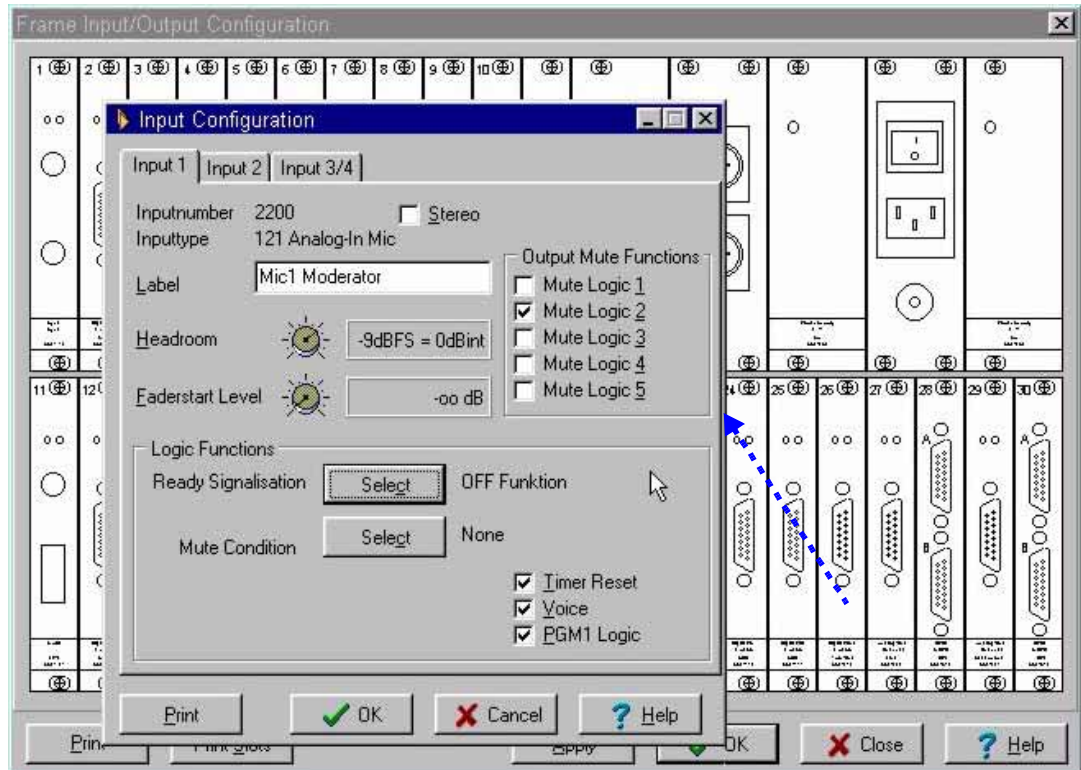 Frame Input/Output Configuration
1 2 3 4 5 6 7 8 9 10
Input Configuration
Input 1 Input 2 Input 3/4
Inputnumber 2200 Stereo
Inputtype 121 Analog-In Mic
Output Mute Functions
Label Mic1 Moderator
Mute Logic 1
Mute Logic 2
Headroom -9dBFS = 0dBint
Mute Logic 3
Mute Logic 4
Faderstart Level -oo dB
Mute Logic 5
11 12 24 25 26 27 28 29 30
A A
Logic Functions
Ready Signalisation Select OFF Funktion
Mute Condition Select None
B B
Timer Reset
Voice
PGM1 Logic
Print OK Cancel Help
OK Close Help